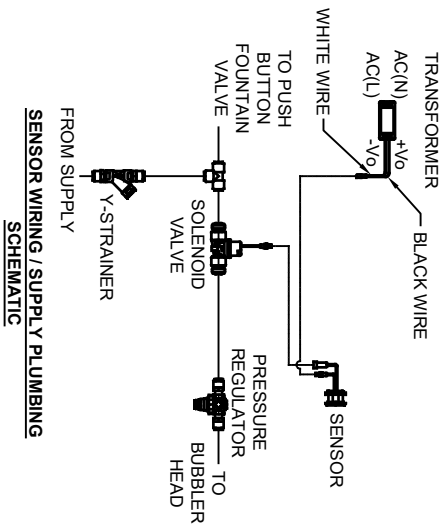 TRANSFORMER
AC(N)
AC(L)
+Vo
-Vo
WHITE WIRE
BLACK WIRE
SENSOR
TO PUSH
BUTTON
FOUNTAIN
VALVE
SOLENOID
VALVE
PRESSURE
REGULATOR
TO
BUBBLER
HEAD
Y-STRAINER
FROM SUPPLY
SENSOR WIRING / SUPPLY PLUMBING
SCHEMATIC